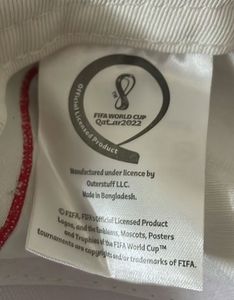 Official Licensed Product
FIFA WORLD CUP
Qatar2022
Manufactured under licence by
Outerstuff LLC.
Made in Bangladesh.
© FIFA, FIFA's Official Licensed Product
Logos, and the Emblems, Mascots, Posters
and Trophies of the FIFA World Cup™
tournaments are copyrights and/or trademarks of FIFA.